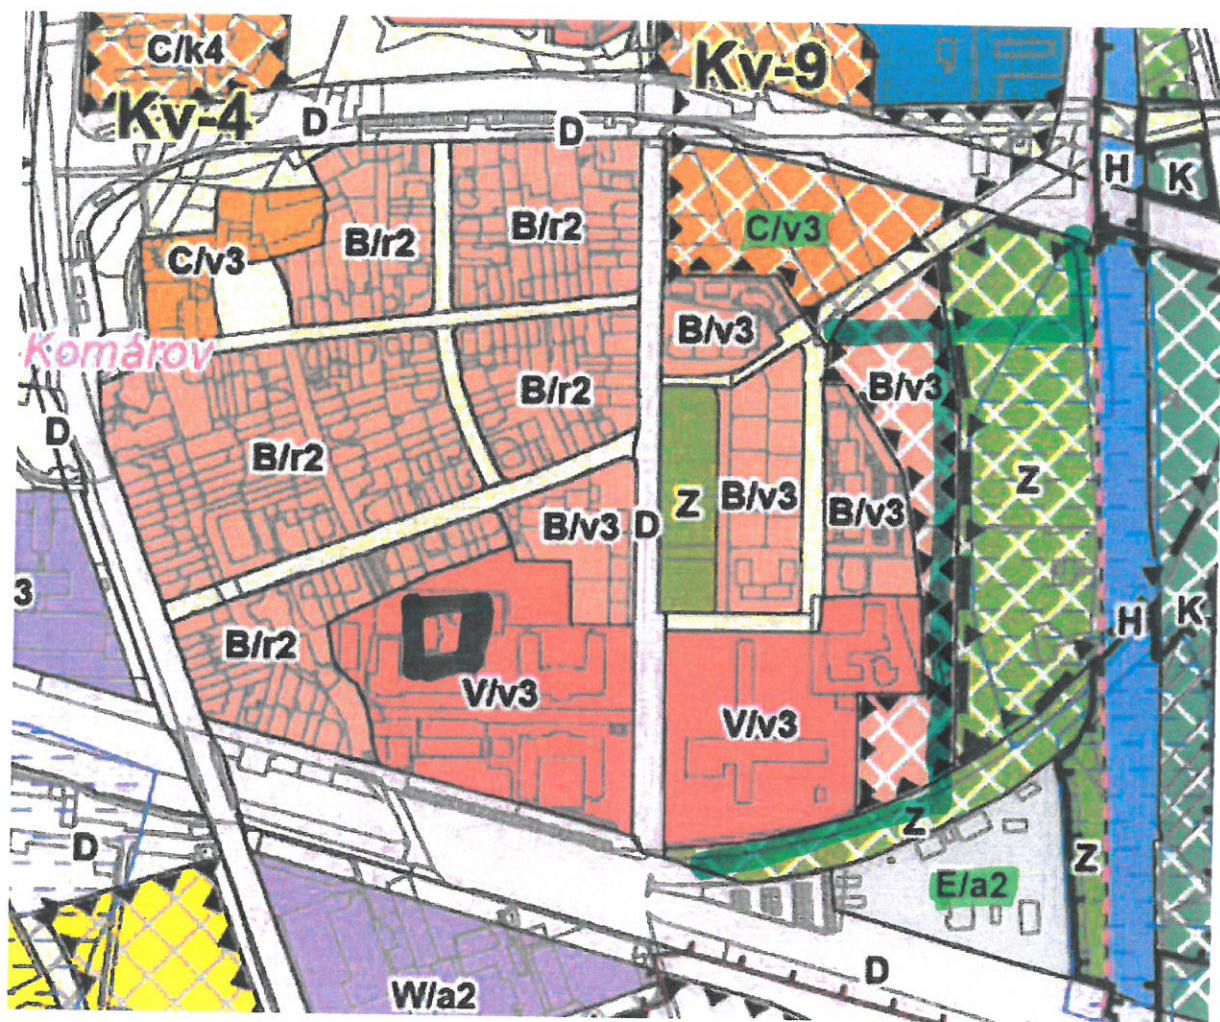 C/k4
Kv-9
Kv-4
D
D
H
K
C/v3
B/r2
B/r2
C/v3
B/v3
Komárov
B/r2
B/v3
D
B/r2
Z
B/v3
D
Z
B/v3
B/v3
3
B/r2
H
K
V/v3
V/v3
Z
D
Z
E/a2
D
W/a2